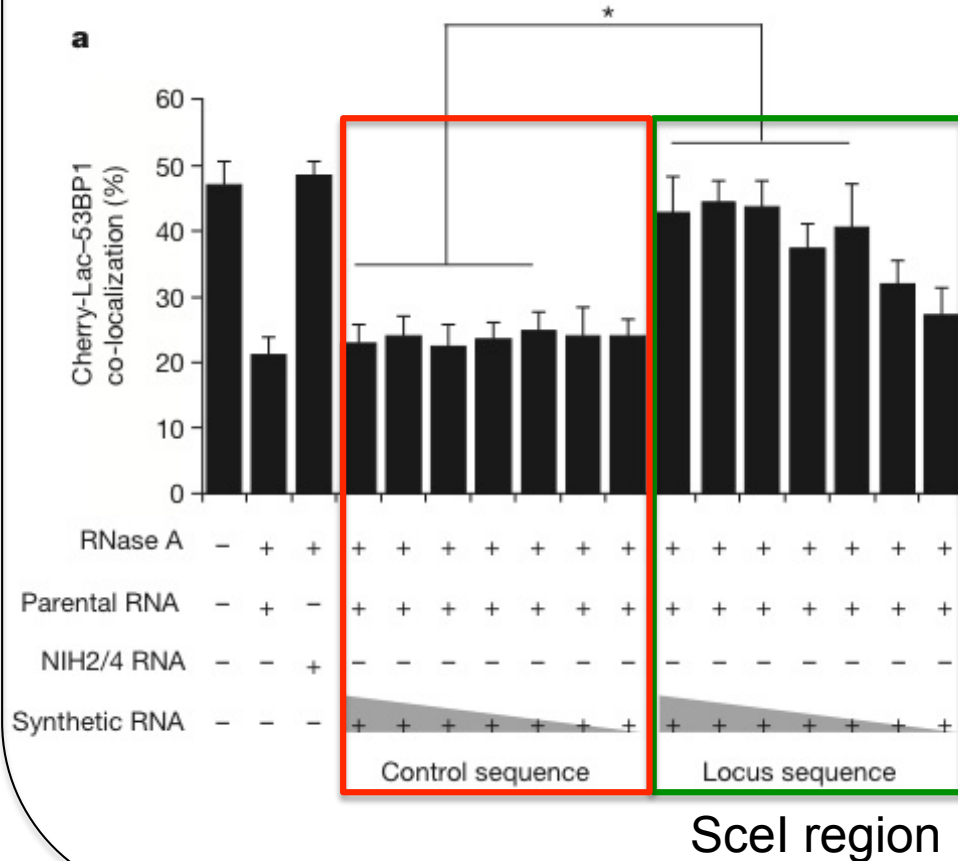 a
*
60
50
40
30
20
10
0
Cherry-Lac–53BP1
co-localization (%)
RNase A – + + + + + + + + + + + + + + + +
Parental RNA – + – + + + + + + + + + + + + + +
NIH2/4 RNA – – + – – – – – – – – – – – – – –
Synthetic RNA – – – + + + + + + + + + + + + + +
Control sequence
Locus sequence
SceI region